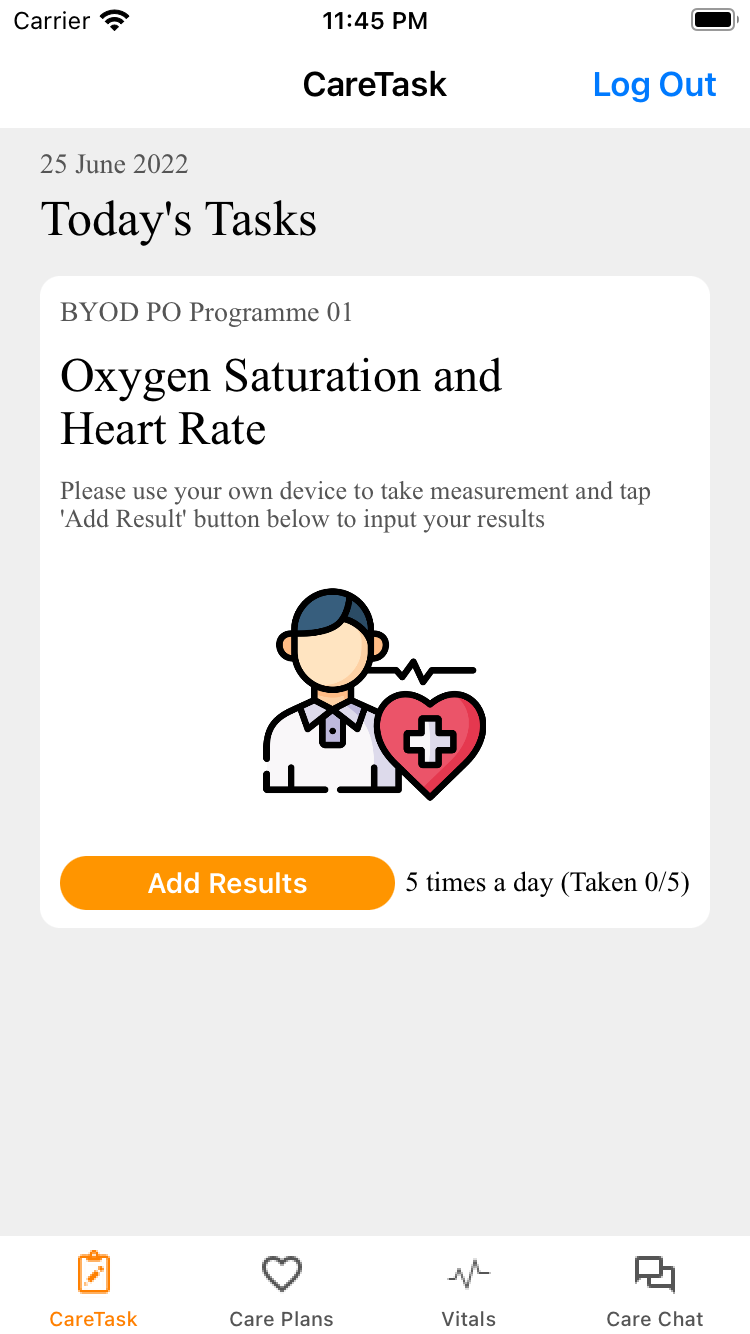 Carrier
11:45 PM
CareTask
Log Out
25 June 2022
Today's Tasks
BYOD PO Programme 01
Oxygen Saturation and
Heart Rate
Please use your own device to take measurement and tap
'Add Result' button below to input your results
Add Results
5 times a day (Taken 0/5)
CareTask
Care Plans
Vitals
Care Chat